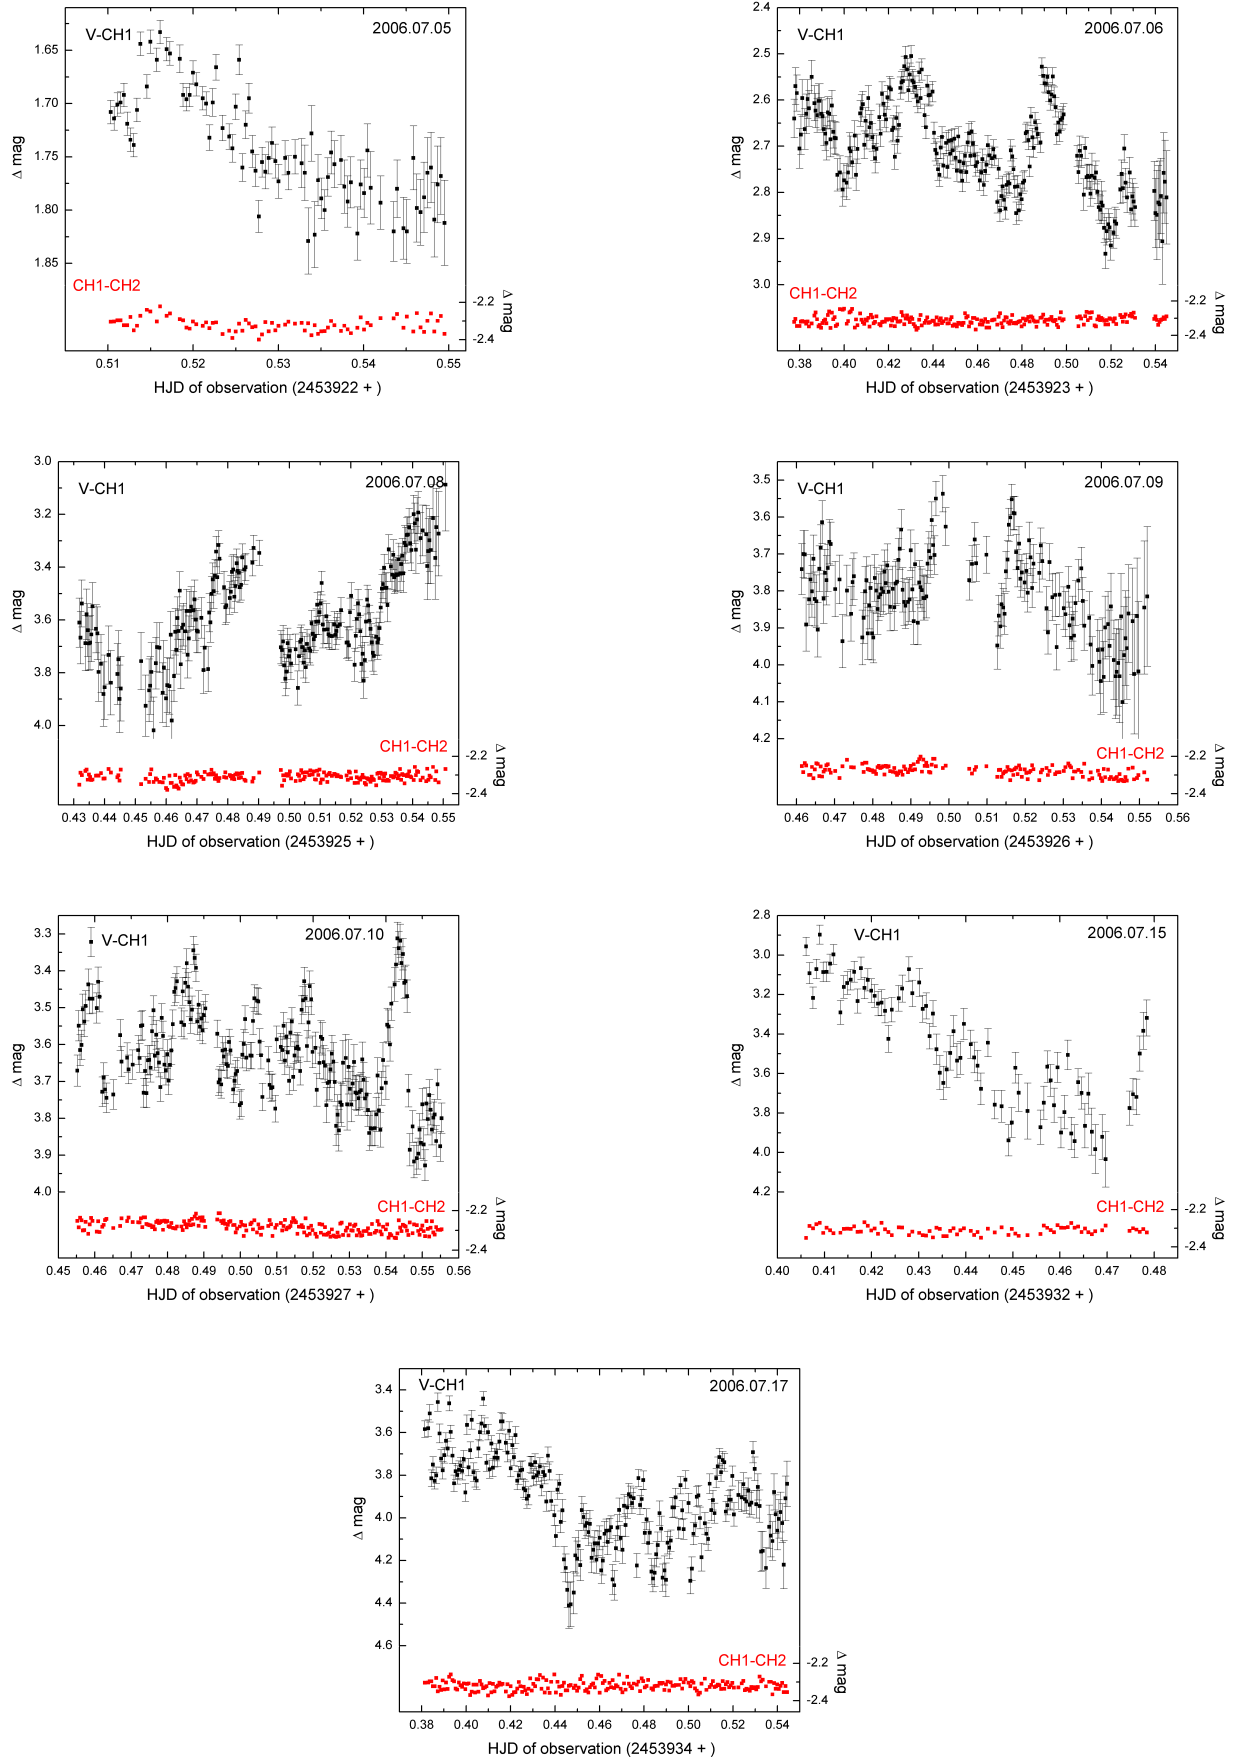 V-CH1
2006.07.05
1.65
1.70
1.75
1.80
1.85
Δ mag
CH1-CH2
-2.2
-2.4
Δ mag
0.51 0.52 0.53 0.54 0.55
HJD of observation (2453922 + )
V-CH1
2006.07.06
2.4
2.5
2.6
2.7
2.8
2.9
3.0
Δ mag
CH1-CH2
-2.2
-2.4
Δ mag
0.38 0.40 0.42 0.44 0.46 0.48 0.50 0.52 0.54
HJD of observation (2453923 + )
V-CH1
2006.07.08
3.0
3.2
3.4
3.6
3.8
4.0
Δ mag
CH1-CH2
-2.2
-2.4
Δ mag
0.43 0.44 0.45 0.46 0.47 0.48 0.49 0.50 0.51 0.52 0.53 0.54 0.55
HJD of observation (2453925 + )
V-CH1
2006.07.09
3.5
3.6
3.7
3.8
3.9
4.0
4.1
4.2
Δ mag
CH1-CH2
-2.2
-2.4
Δ mag
0.46 0.47 0.48 0.49 0.50 0.51 0.52 0.53 0.54 0.55 0.56
HJD of observation (2453926 + )
V-CH1
2006.07.10
3.3
3.4
3.5
3.6
3.7
3.8
3.9
4.0
Δ mag
CH1-CH2
-2.2
-2.4
Δ mag
0.45 0.46 0.47 0.48 0.49 0.50 0.51 0.52 0.53 0.54 0.55 0.56
HJD of observation (2453927 + )
V-CH1
2006.07.15
2.8
3.0
3.2
3.4
3.6
3.8
4.0
4.2
Δ mag
CH1-CH2
-2.2
-2.4
Δ mag
0.40 0.41 0.42 0.43 0.44 0.45 0.46 0.47 0.48
HJD of observation (2453932 + )
V-CH1
2006.07.17
3.4
3.6
3.8
4.0
4.2
4.4
4.6
Δ mag
CH1-CH2
-2.2
-2.4
Δ mag
0.38 0.40 0.42 0.44 0.46 0.48 0.50 0.52 0.54
HJD of observation (2453934 + )